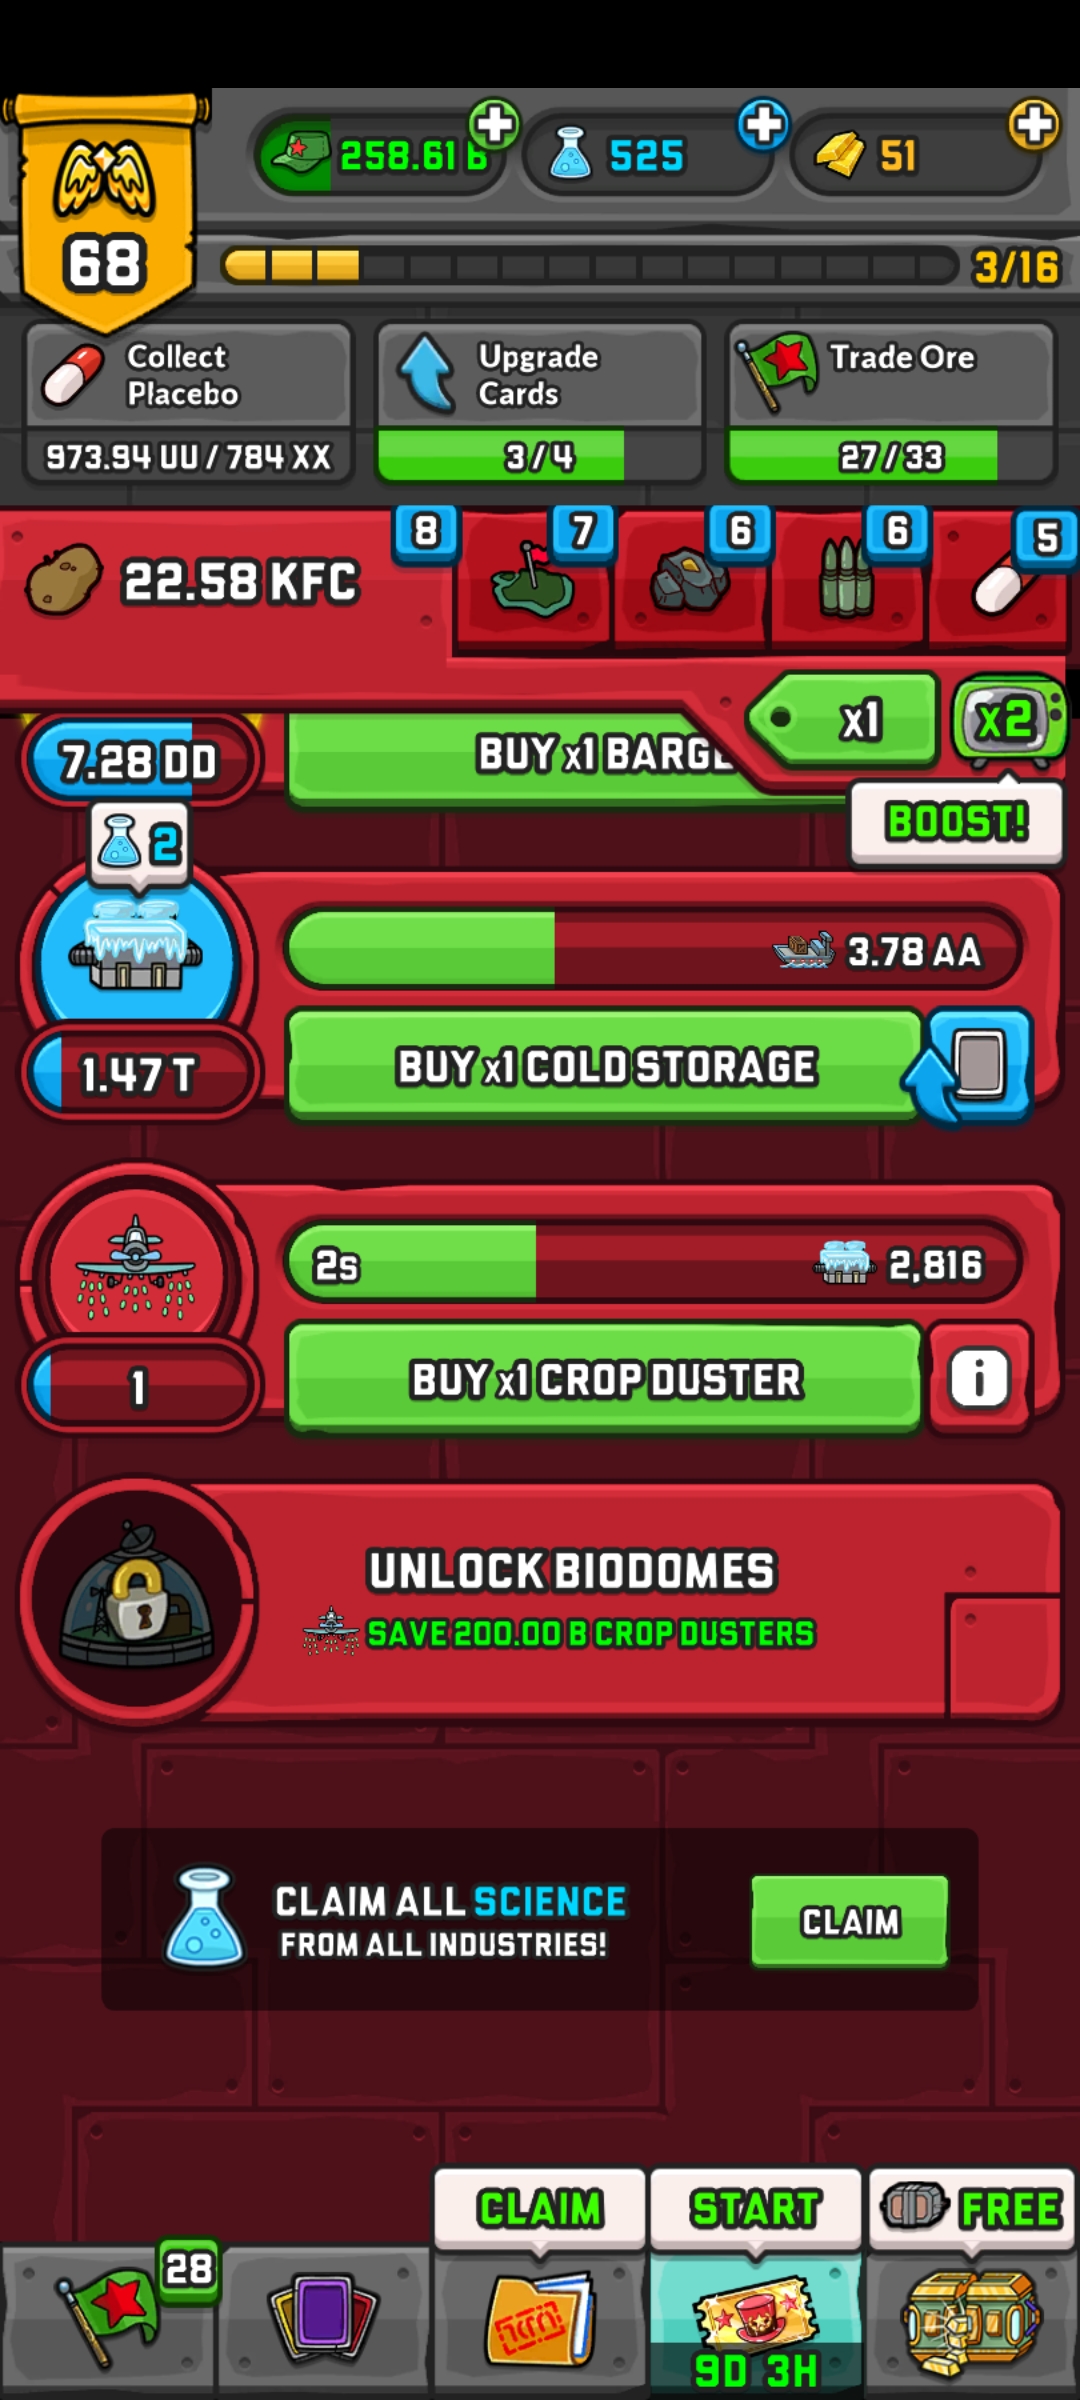 258.61 B
525
51
68
3/16
Collect
Placebo
973.94 UU / 784 XX
Upgrade
Cards
3/4
Trade Ore
27/33
22.58 KFC
8
7
6
6
5
x1
x2
BOOST!
7.28 DD
BUY x1 BARGE
2
3.78 AA
1.47 T
BUY x1 COLD STORAGE
2s
2,816
1
BUY x1 CROP DUSTER
i
UNLOCK BIODOMES
SAVE 200.00 B CROP DUSTERS
CLAIM ALL SCIENCE
FROM ALL INDUSTRIES!
CLAIM
CLAIM
START
FREE
28
9D 3H